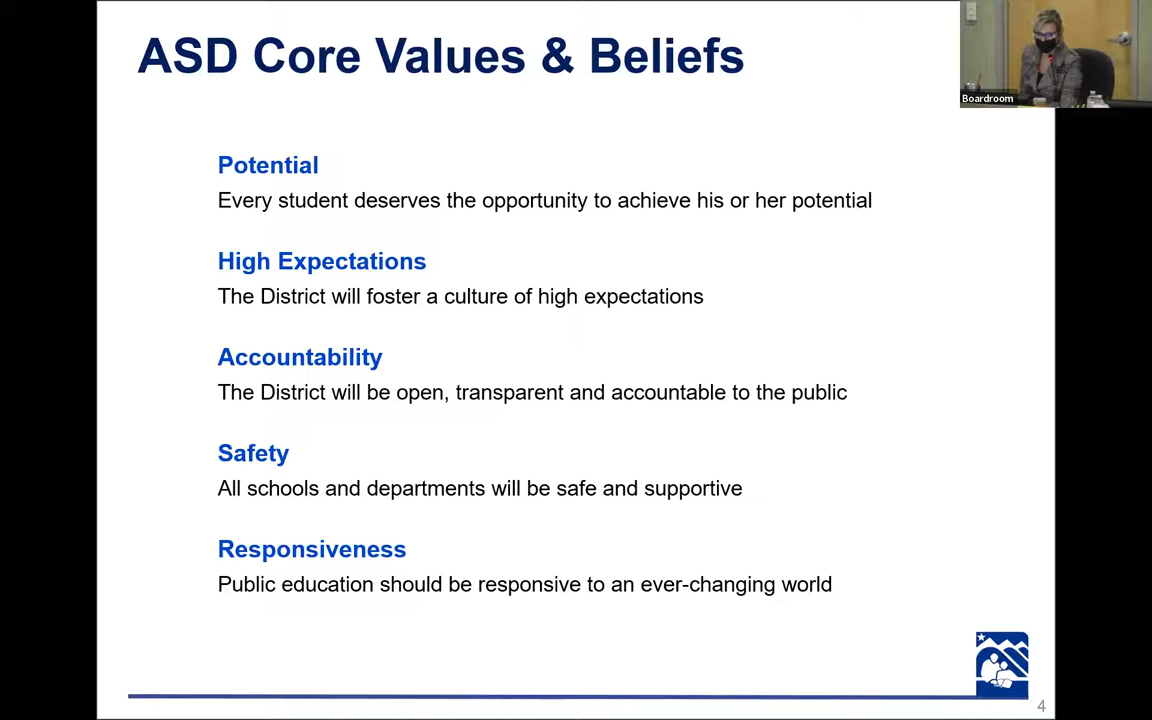 ASD Core Values & Beliefs
Boardroom
Potential
Every student deserves the opportunity to achieve his or her potential
High Expectations
The District will foster a culture of high expectations
Accountability
The District will be open, transparent and accountable to the public
Safety
All schools and departments will be safe and supportive
Responsiveness
Public education should be responsive to an ever-changing world
4